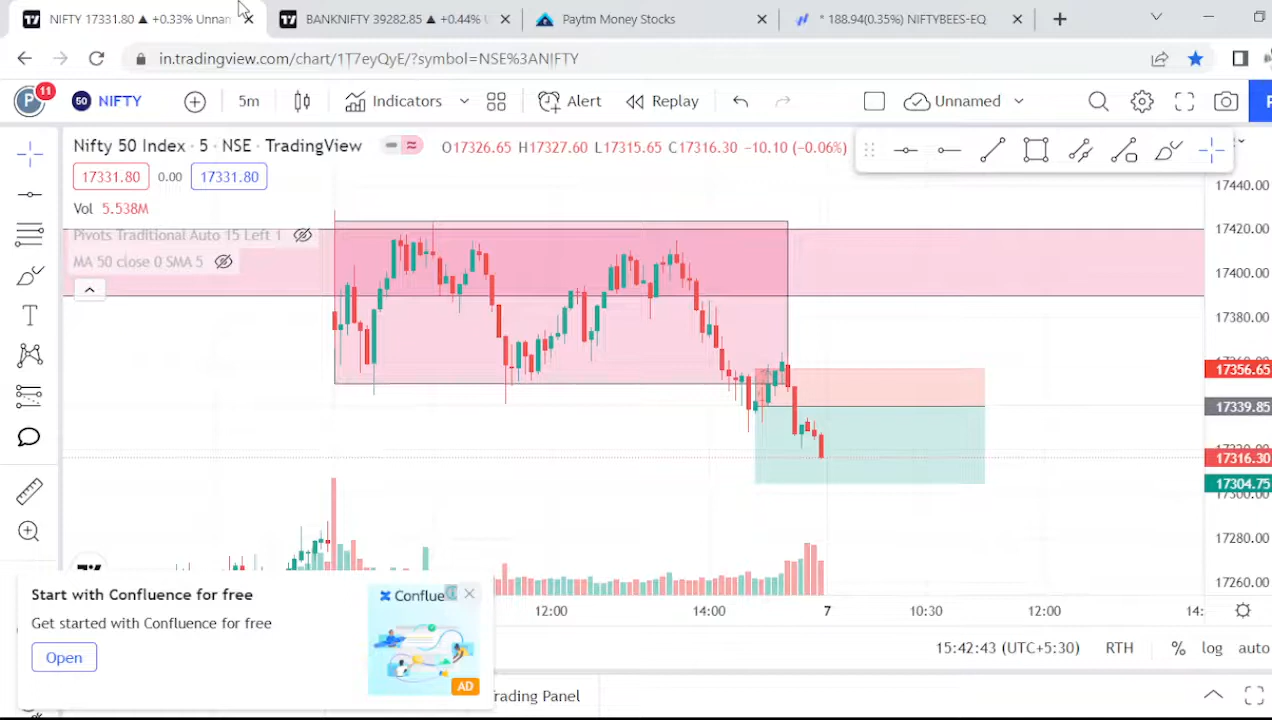 NIFTY 17331.80 ▲ +0.33% Unnan
BANKNIFTY 39282.85 ▲ +0.44% U
Paytm Money Stocks
* 188.94(0.35%) NIFTYBEES-EQ
in.tradingview.com/chart/1T7eyQyE/?symbol=NSE%3ANIFTY
P 11
50 NIFTY
5m
Indicators
Alert
Replay
Unnamed
Nifty 50 Index · 5 · NSE · TradingView
O17326.65 H17327.60 L17315.65 C17316.30 −10.10 (−0.06%)
17331.80 0.00 17331.80
Vol 5.538M
Pivots Traditional Auto 15 Left 1
MA 50 close 0 SMA 5
17440.00
17420.00
17400.00
17380.00
17356.65
17339.85
17316.30
17304.75
17300.00
17280.00
17260.00
12:00 14:00 7 10:30 12:00 14:
15:42:43 (UTC+5:30) RTH % log auto
Start with Confluence for free
Get started with Confluence for free
Open
Conflue
AD
rading Panel